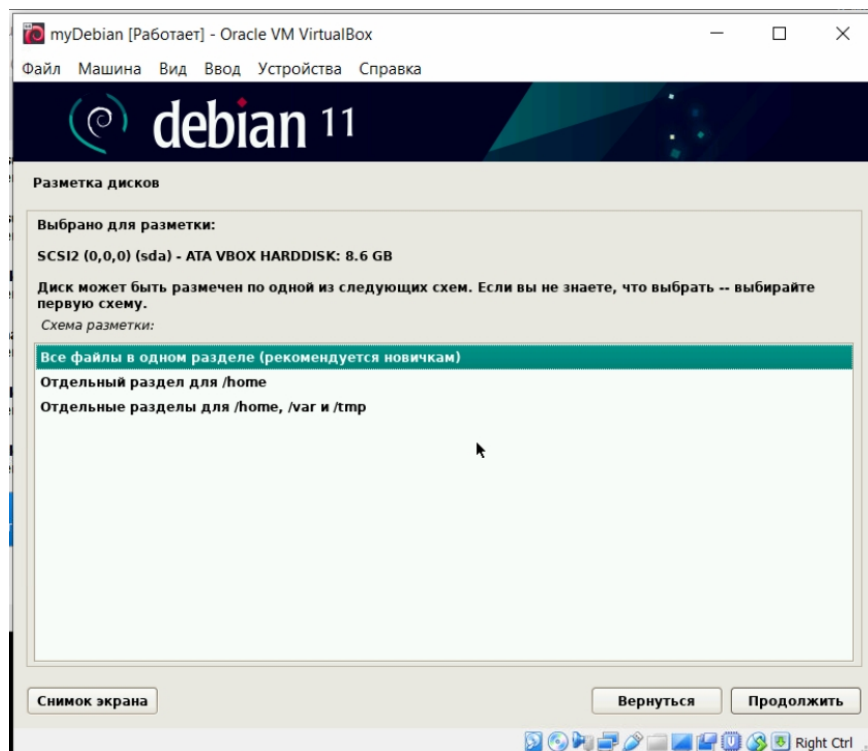 myDebian [Работает] - Oracle VM VirtualBox
Файл Машина Вид Ввод Устройства Справка
debian 11
Разметка дисков
Выбрано для разметки:
SCSI2 (0,0,0) (sda) - ATA VBOX HARDDISK: 8.6 GB
Диск может быть размечен по одной из следующих схем. Если вы не знаете, что выбрать -- выбирайте
первую схему.
Схема разметки:
Все файлы в одном разделе (рекомендуется новичкам)
Отдельный раздел для /home
Отдельные разделы для /home, /var и /tmp
Снимок экрана Вернуться Продолжить
Right Ctrl